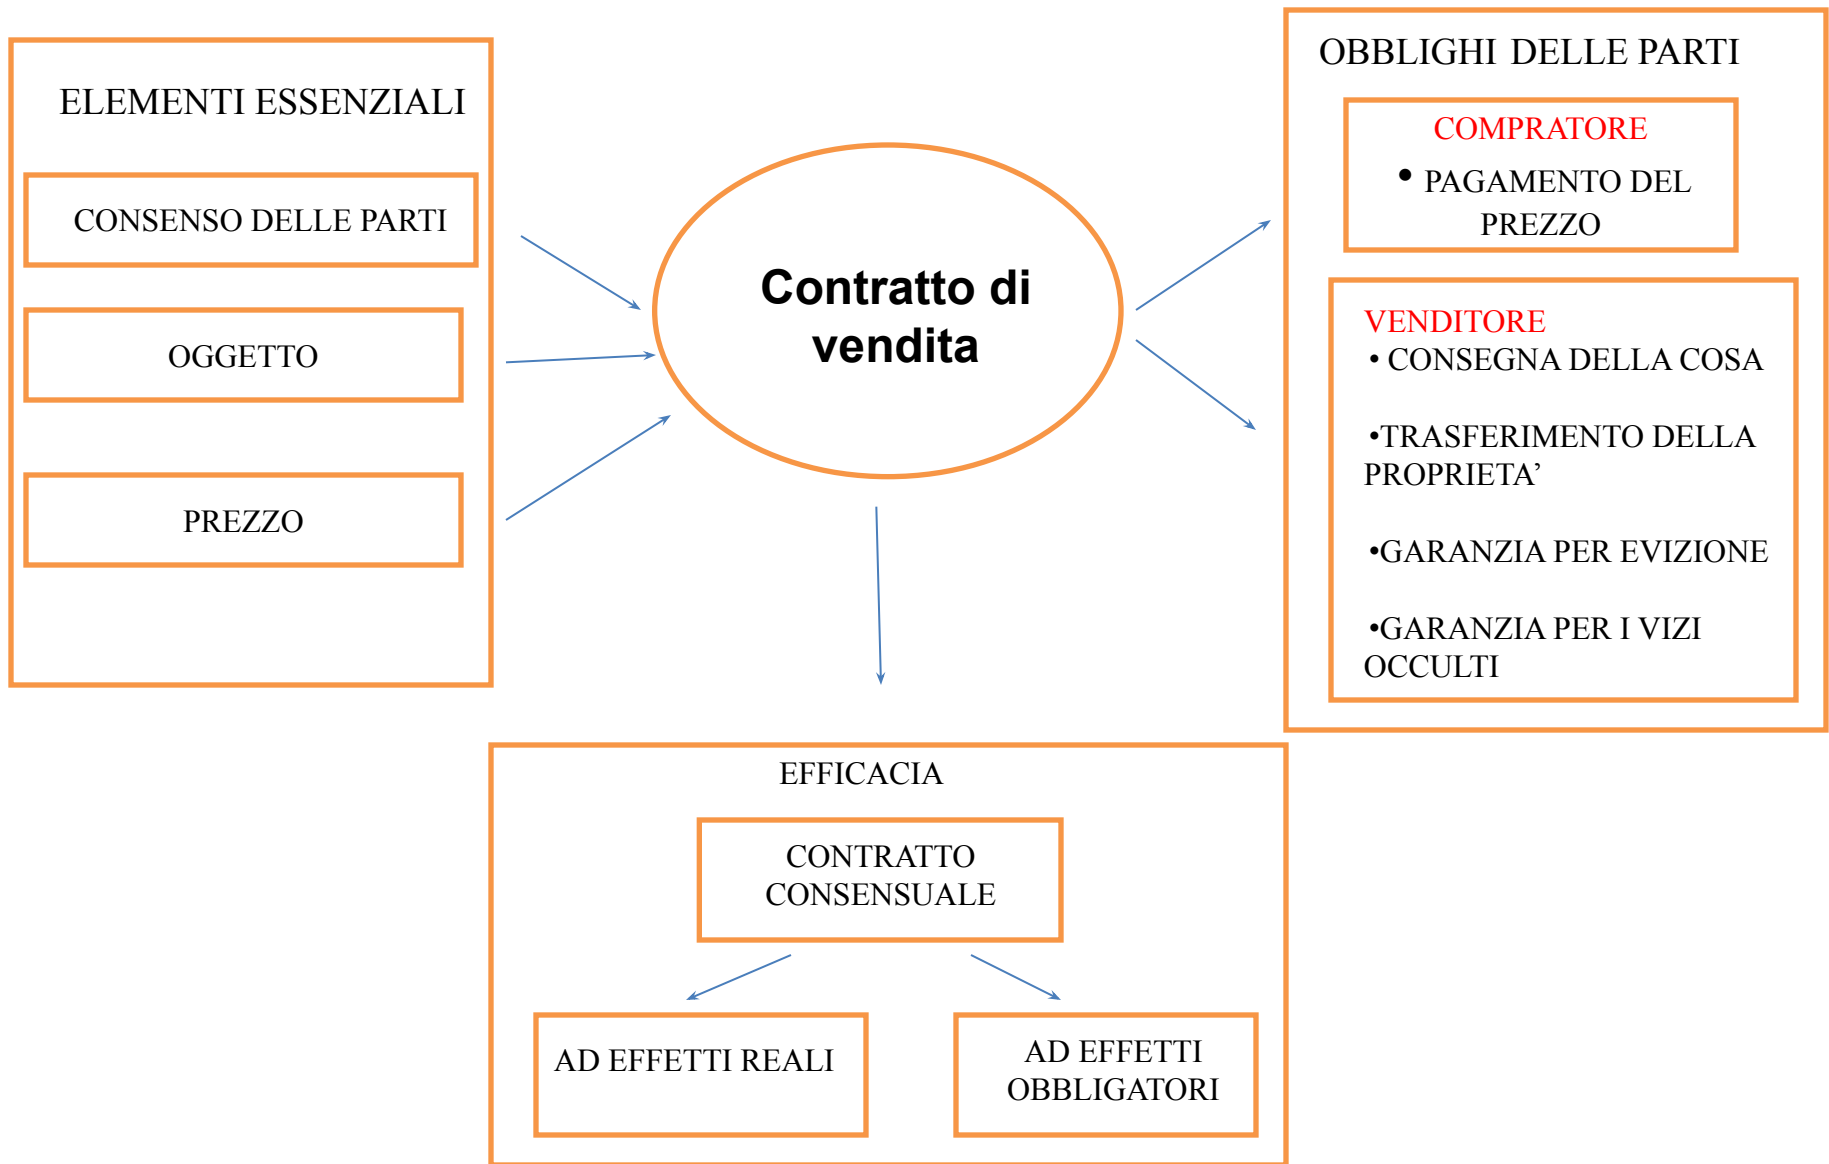 ELEMENTI ESSENZIALI
CONSENSO DELLE PARTI
OGGETTO
PREZZO
Contratto di
vendita
OBBLIGHI DELLE PARTI
COMPRATORE
• PAGAMENTO DEL
PREZZO
VENDITORE
• CONSEGNA DELLA COSA
•TRASFERIMENTO DELLA
PROPRIETA’
•GARANZIA PER EVIZIONE
•GARANZIA PER I VIZI
OCCULTI
EFFICACIA
CONTRATTO
CONSENSUALE
AD EFFETTI REALI
AD EFFETTI
OBBLIGATORI